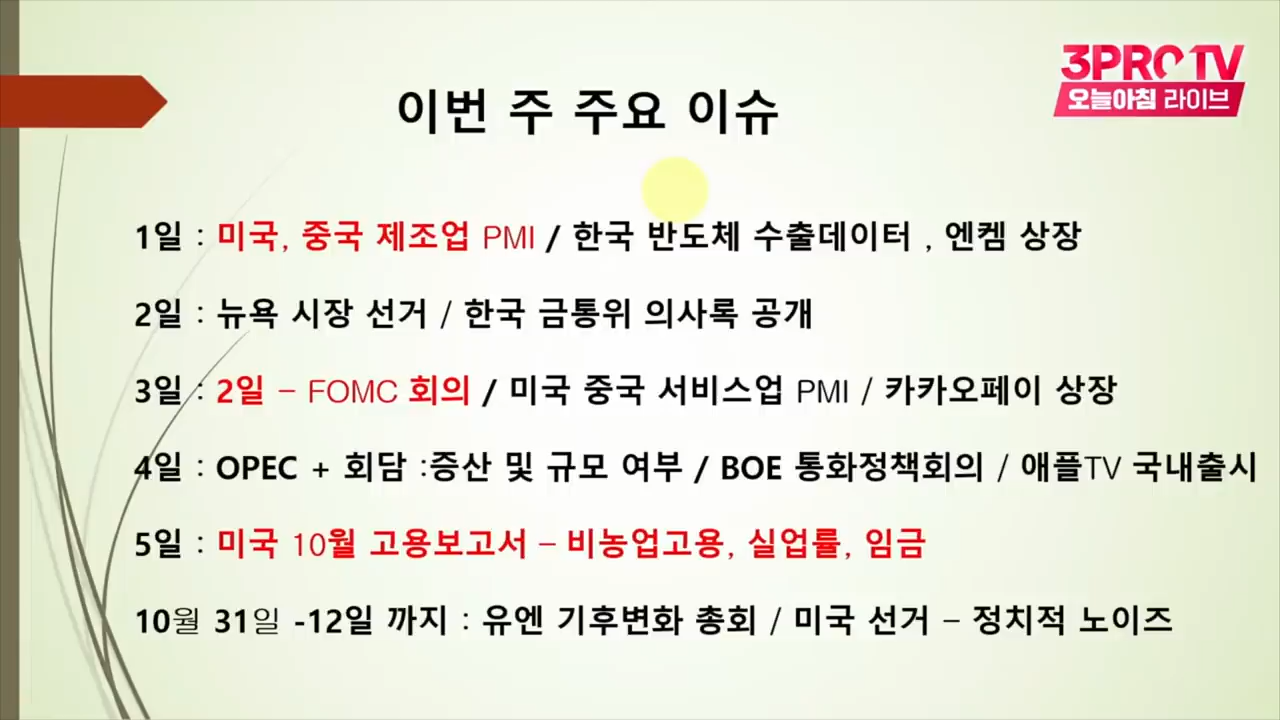 3PRO TV
오늘아침 라이브
이번 주 주요 이슈
1일 : 미국, 중국 제조업 PMI / 한국 반도체 수출데이터 , 엔켐 상장
2일 : 뉴욕 시장 선거 / 한국 금통위 의사록 공개
3일 : 2일 – FOMC 회의 / 미국 중국 서비스업 PMI / 카카오페이 상장
4일 : OPEC + 회담 :증산 및 규모 여부 / BOE 통화정책회의 / 애플TV 국내출시
5일 : 미국 10월 고용보고서 – 비농업고용, 실업률, 임금
10월 31일 -12일 까지 : 유엔 기후변화 총회 / 미국 선거 – 정치적 노이즈